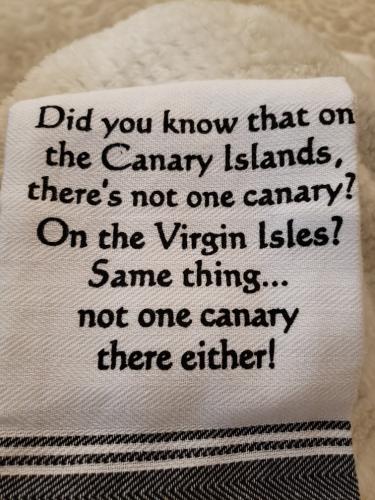 Did you know that on
the Canary Islands,
there's not one canary?
On the Virgin Isles?
Same thing...
not one canary
there either!